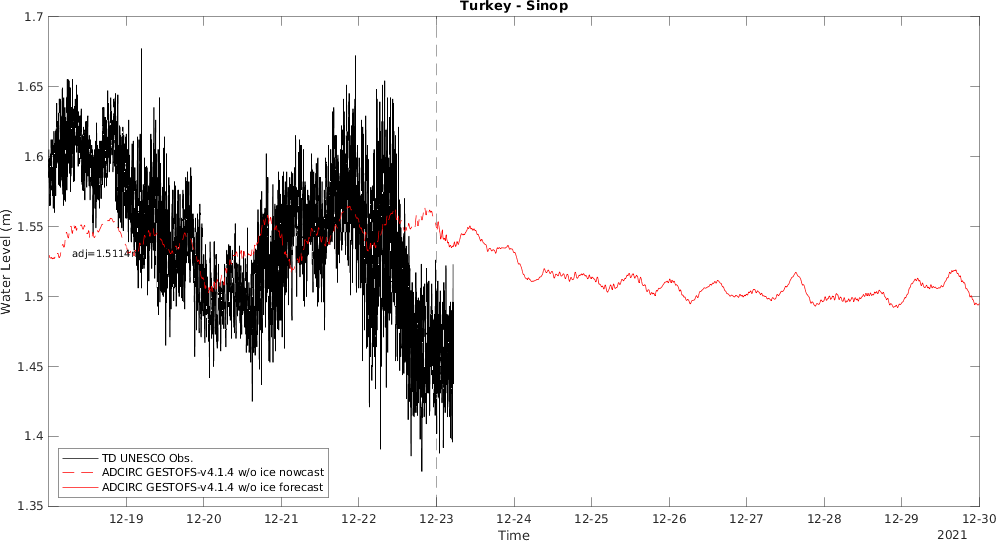 Turkey - Sinop
Water Level (m)
1.7
1.65
1.6
1.55
1.5
1.45
1.4
1.35
adj=1.5114
TD UNESCO Obs.
ADCIRC GESTOFS-v4.1.4 w/o ice nowcast
ADCIRC GESTOFS-v4.1.4 w/o ice forecast
12-19 12-20 12-21 12-22 12-23 12-24 12-25 12-26 12-27 12-28 12-29 12-30
Time
2021